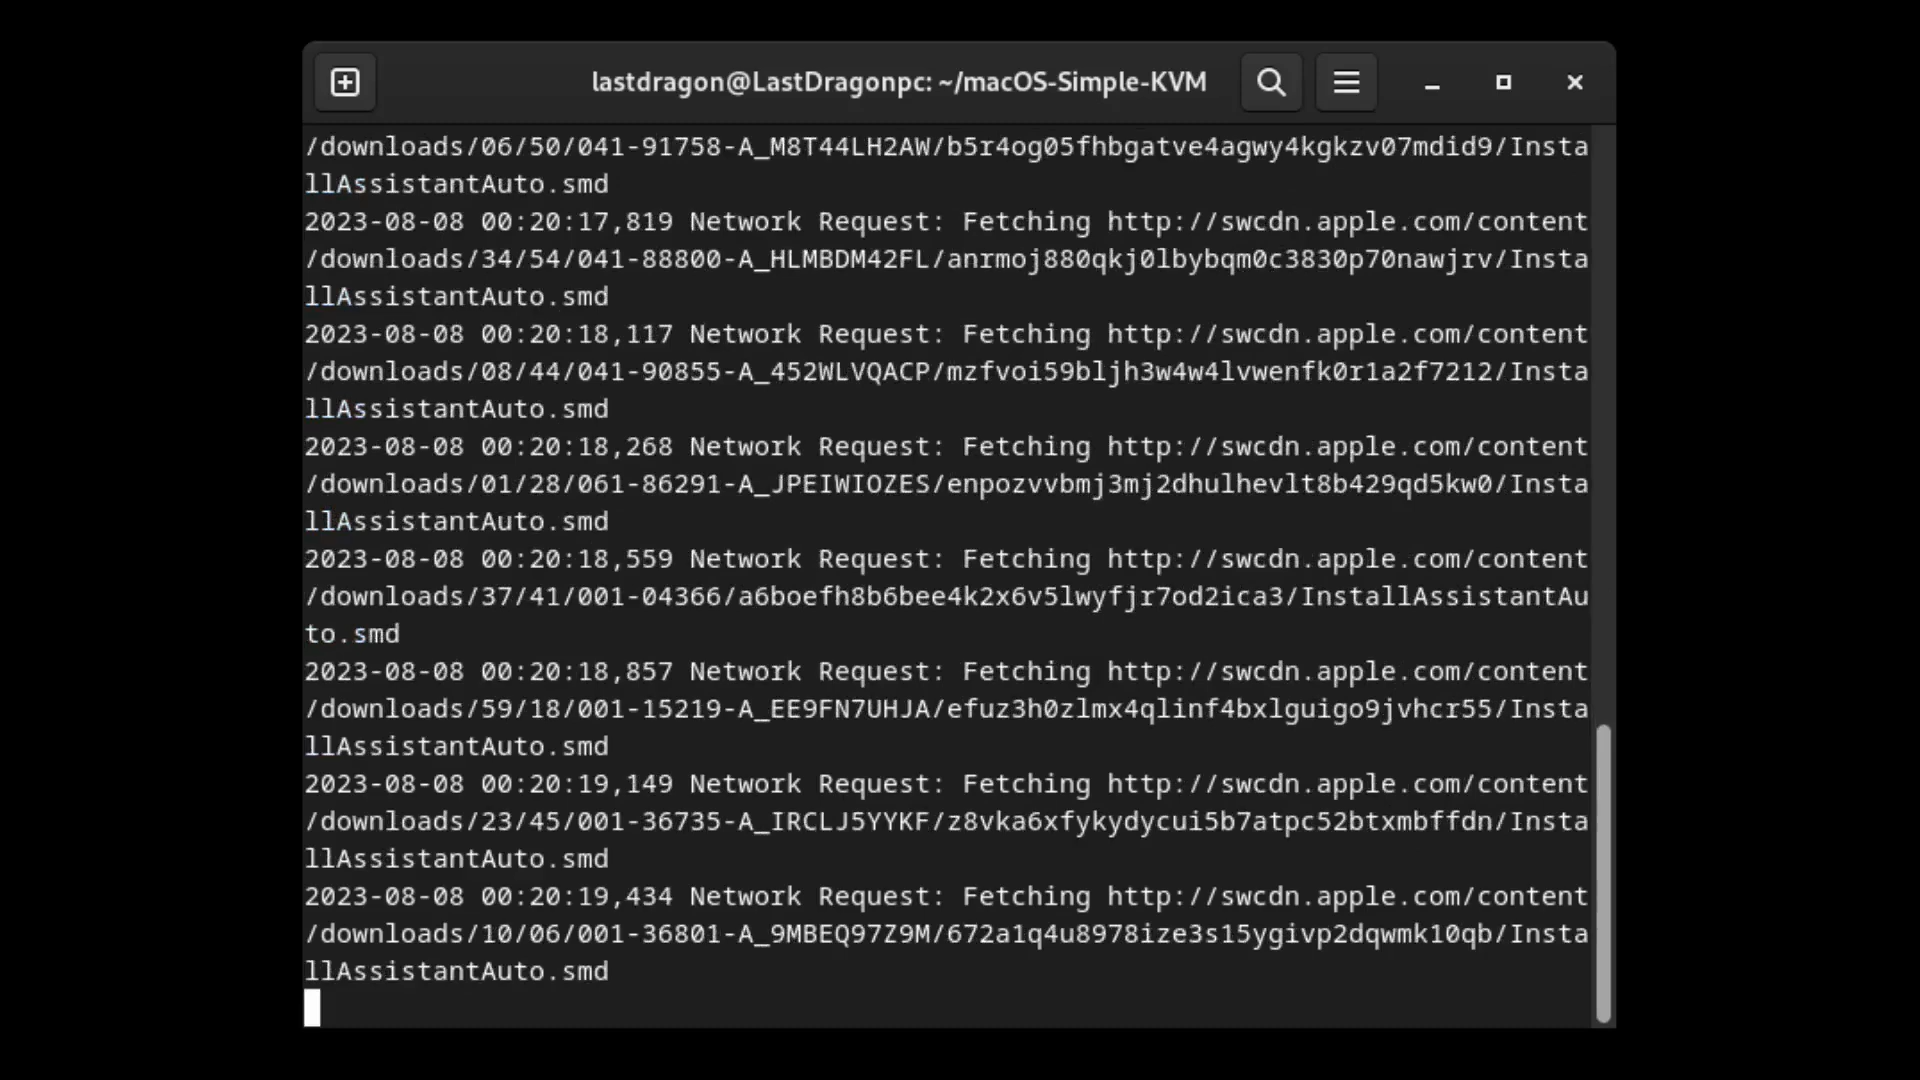 lastdragon@LastDragonpc: ~/macOS-Simple-KVM
/downloads/06/50/041-91758-A_M8T44LH2AW/b5r4og05fhbgatve4agwy4kgkzv07mdid9/Insta
llAssistantAuto.smd
2023-08-08 00:20:17,819 Network Request: Fetching http://swcdn.apple.com/content
/downloads/34/54/041-88800-A_HLMBDM42FL/anrmoj880qkj0lbybqm0c3830p70nawjrv/Insta
llAssistantAuto.smd
2023-08-08 00:20:18,117 Network Request: Fetching http://swcdn.apple.com/content
/downloads/08/44/041-90855-A_452WLVQACP/mzfvoi59bljh3w4w4lvwenfk0r1a2f7212/Insta
llAssistantAuto.smd
2023-08-08 00:20:18,268 Network Request: Fetching http://swcdn.apple.com/content
/downloads/01/28/061-86291-A_JPEIWIOZES/enpozvvbmj3mj2dhulhevlt8b429qd5kw0/Insta
llAssistantAuto.smd
2023-08-08 00:20:18,559 Network Request: Fetching http://swcdn.apple.com/content
/downloads/37/41/001-04366/a6boefh8b6bee4k2x6v5lwyfjr7od2ica3/InstallAssistantAu
to.smd
2023-08-08 00:20:18,857 Network Request: Fetching http://swcdn.apple.com/content
/downloads/59/18/001-15219-A_EE9FN7UHJA/efuz3h0zlmx4qlinf4bxlguigo9jvhcr55/Insta
llAssistantAuto.smd
2023-08-08 00:20:19,149 Network Request: Fetching http://swcdn.apple.com/content
/downloads/23/45/001-36735-A_IRCLJ5YYKF/z8vka6xfykydycui5b7atpc52btxmbffdn/Insta
llAssistantAuto.smd
2023-08-08 00:20:19,434 Network Request: Fetching http://swcdn.apple.com/content
/downloads/10/06/001-36801-A_9MBEQ97Z9M/672a1q4u8978ize3s15ygivp2dqwmk10qb/Insta
llAssistantAuto.smd